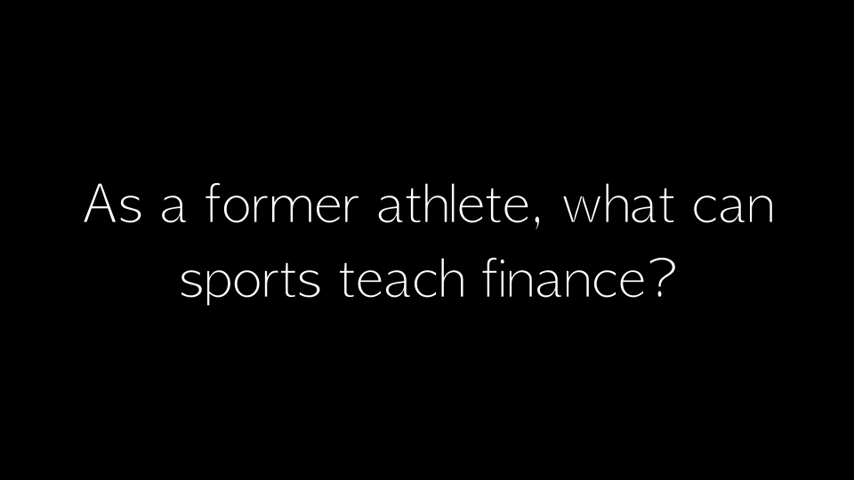 As a former athlete, what can
sports teach finance?